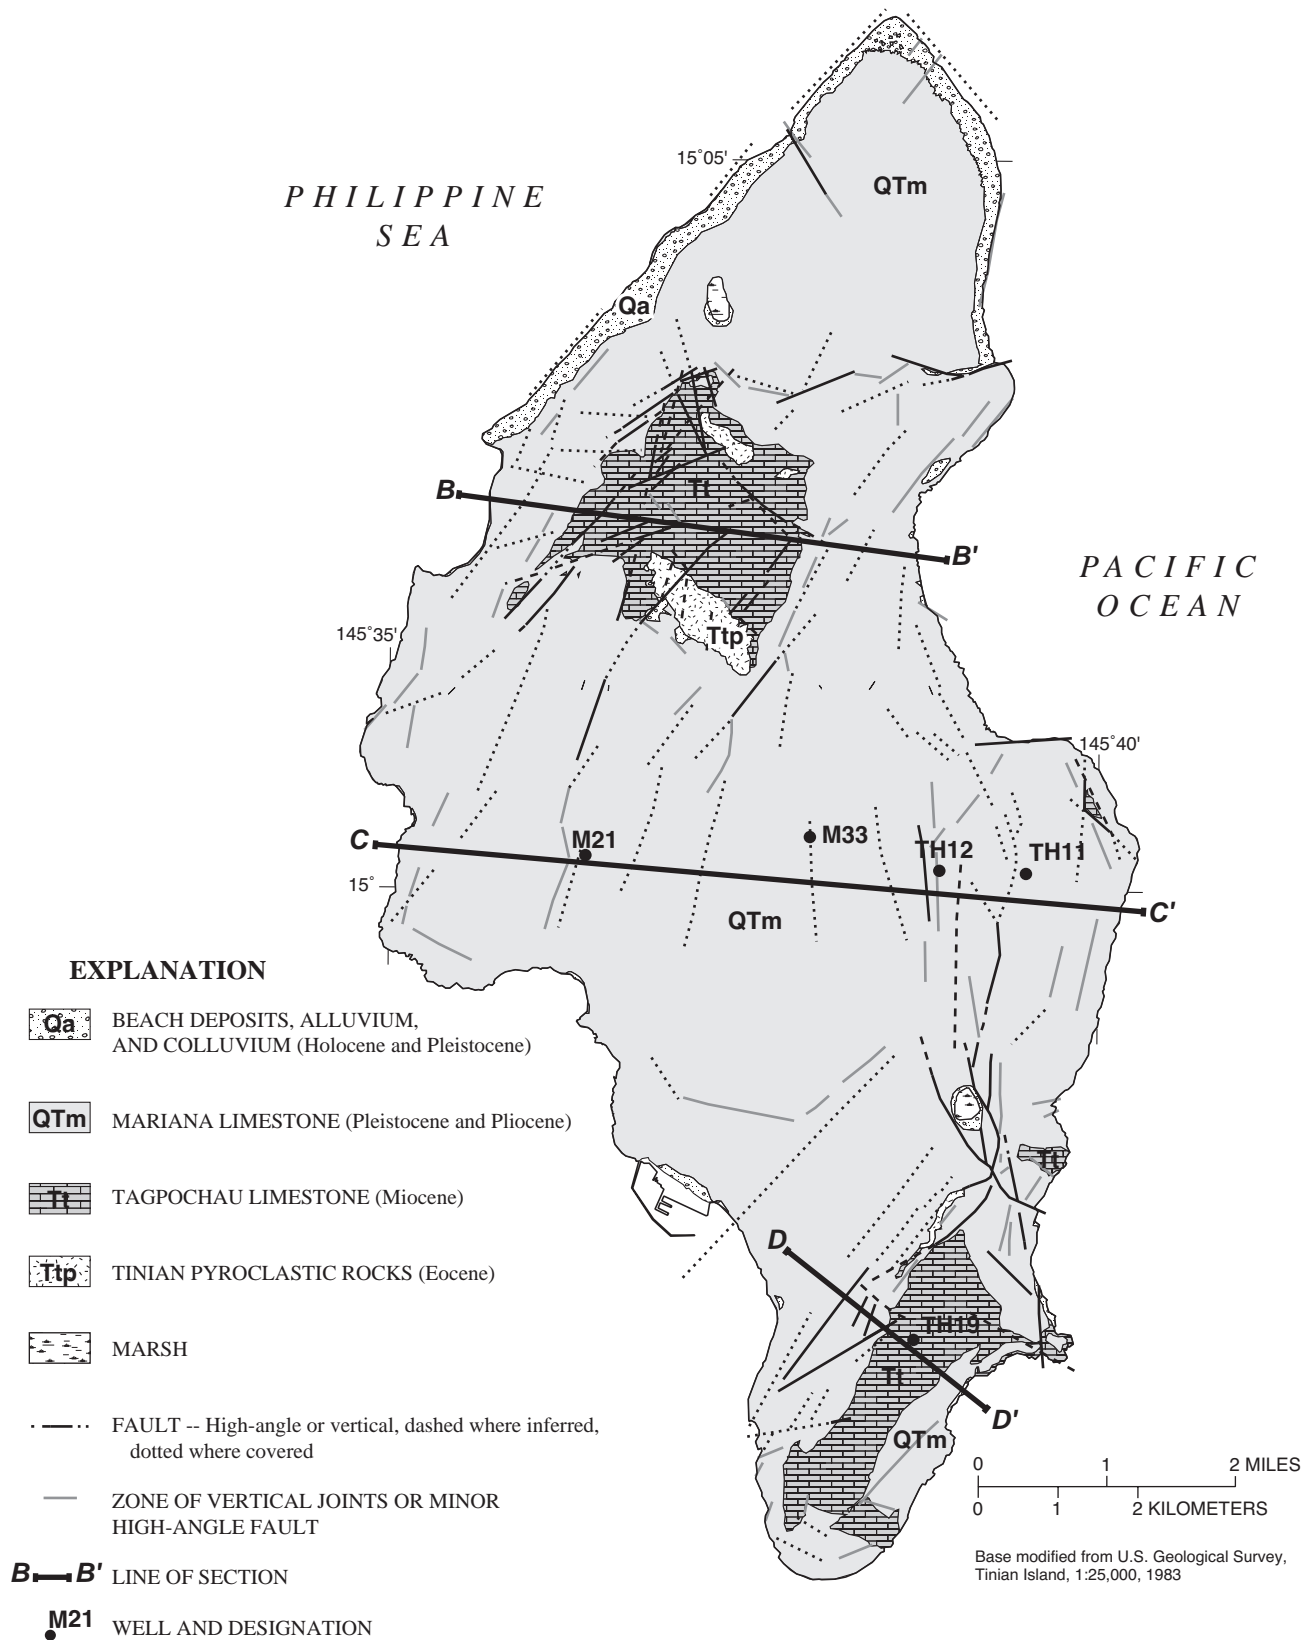 15˚05'
PHILIPPINE
SEA
QTm
Qa
Tt
B
B'
PACIFIC
OCEAN
Ttp
145˚35'
145˚40'
C
M21
M33
TH12
TH11
15˚
C'
QTm
Tt
D
TH19
Tt
D'
QTm
EXPLANATION
Qa
BEACH DEPOSITS, ALLUVIUM,
AND COLLUVIUM (Holocene and Pleistocene)
QTm
MARIANA LIMESTONE (Pleistocene and Pliocene)
Tt
TAGPOCHAU LIMESTONE (Miocene)
Ttp
TINIAN PYROCLASTIC ROCKS (Eocene)
MARSH
FAULT -- High-angle or vertical, dashed where inferred,
dotted where covered
ZONE OF VERTICAL JOINTS OR MINOR
HIGH-ANGLE FAULT
B B' LINE OF SECTION
M21
WELL AND DESIGNATION
0 1 2 MILES
0 1 2 KILOMETERS
Base modified from U.S. Geological Survey,
Tinian Island, 1:25,000, 1983